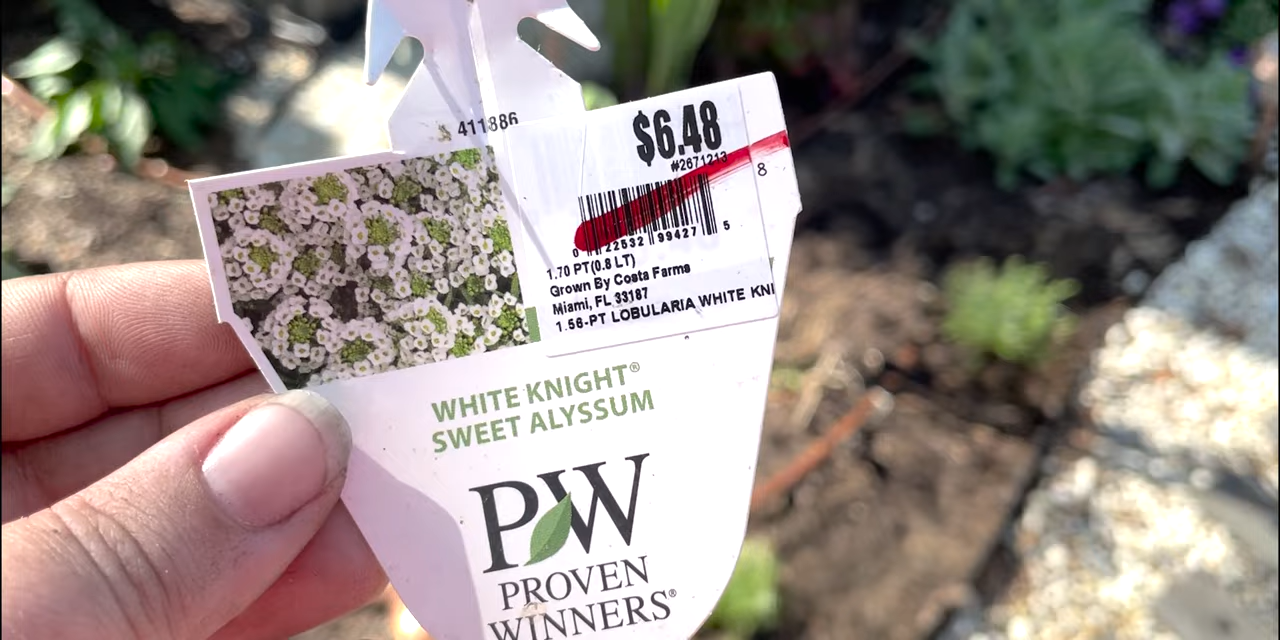 411886
$6.48
#2671213
8
0 22532 99427 5
1.70 PT(0.8 LT)
Grown By Costa Farms
Miami, FL 33187
1.56-PT LOBULARIA WHITE KNI
WHITE KNIGHT®
SWEET ALYSSUM
PW
PROVEN
WINNERS®